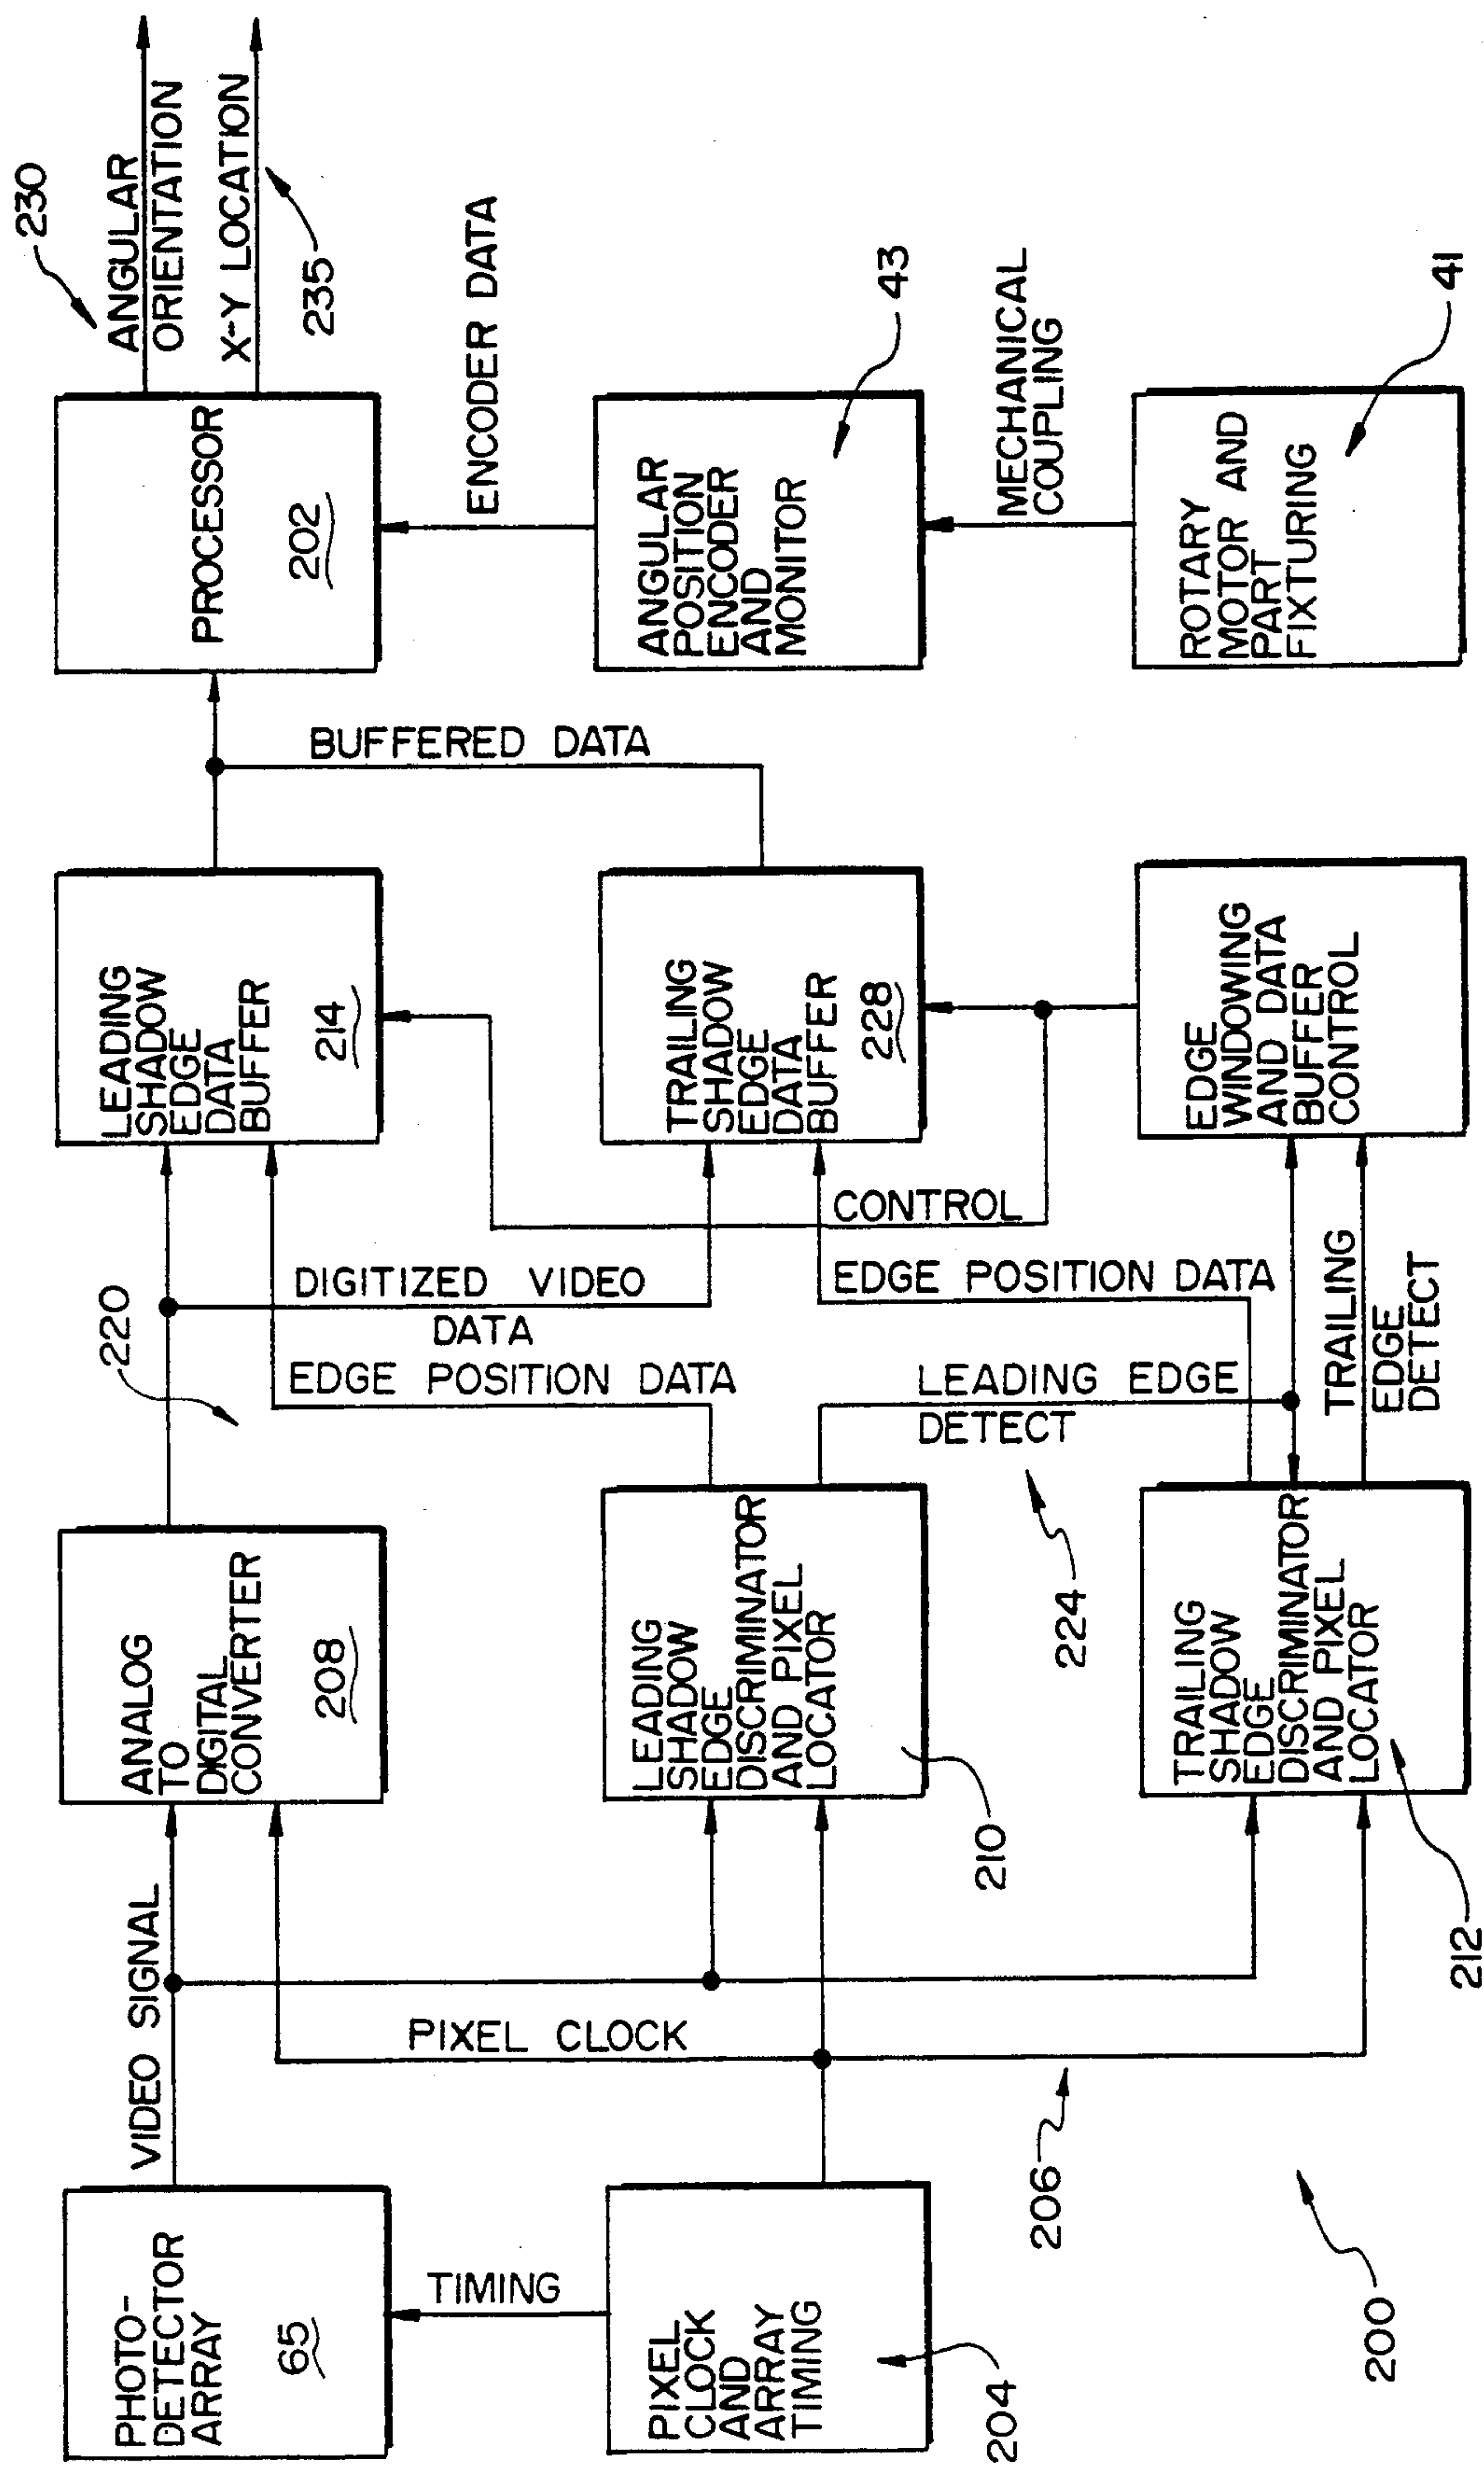 PHOTO-
DETECTOR
ARRAY
65
VIDEO SIGNAL
TIMING
PIXEL
CLOCK
AND
ARRAY
TIMING
204
PIXEL CLOCK
206
200
ANALOG
TO
DIGITAL
CONVERTER
208
LEADING
SHADOW
EDGE
DISCRIMINATOR
AND PIXEL
LOCATOR
210
TRAILING
SHADOW
EDGE
DISCRIMINATOR
AND PIXEL
LOCATOR
212
220
DIGITIZED VIDEO
DATA
EDGE POSITION DATA
LEADING EDGE
DETECT
224
CONTROL
EDGE POSITION DATA
TRAILING
EDGE
DETECT
LEADING
SHADOW
EDGE
DATA
BUFFER
214
TRAILING
SHADOW
EDGE
DATA
BUFFER
228
EDGE
WINDOWING
AND DATA
BUFFER
CONTROL
BUFFERED DATA
PROCESSOR
202
ENCODER DATA
ANGULAR
POSITION
ENCODER
AND
MONITOR
43
MECHANICAL
COUPLING
ROTARY
MOTOR AND
PART
FIXTURING
41
230
ANGULAR
ORIENTATION
X-Y LOCATION
235